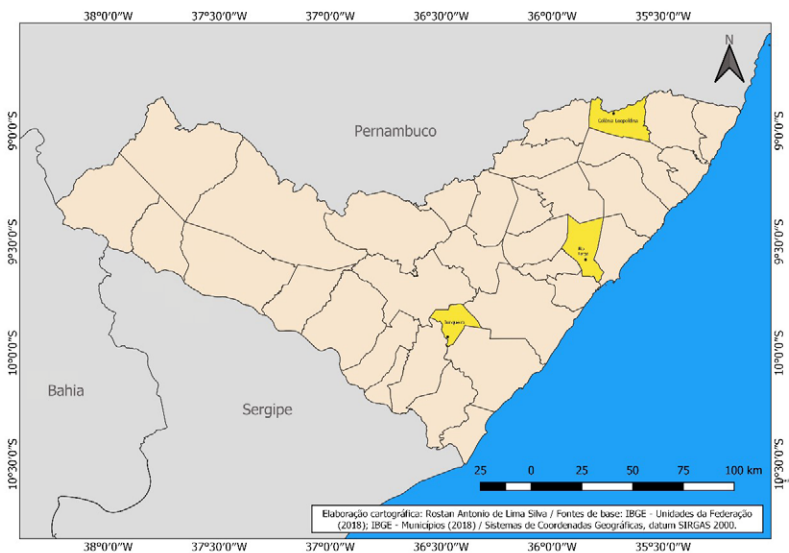 38°0'0"W 37°30'0"W 37°0'0"W 36°30'0"W 36°0'0"W 35°30'0"W
N
9°0'0"S 9°0'0"S
Colônia Leopoldina
Pernambuco
9°30'0"S 9°30'0"S
Rio
Largo
Junqueiro
10°0'0"S 10°0'0"S
Bahia
Sergipe
10°30'0"S 10°30'0"S
25 0 25 50 75 100 km
Elaboração cartográfica: Rostan Antonio de Lima Silva / Fontes de base: IBGE - Unidades da Federação
(2018); IBGE - Municípios (2018) / Sistemas de Coordenadas Geográficas, datum SIRGAS 2000.
38°0'0"W 37°30'0"W 37°0'0"W 36°30'0"W 36°0'0"W 35°30'0"W